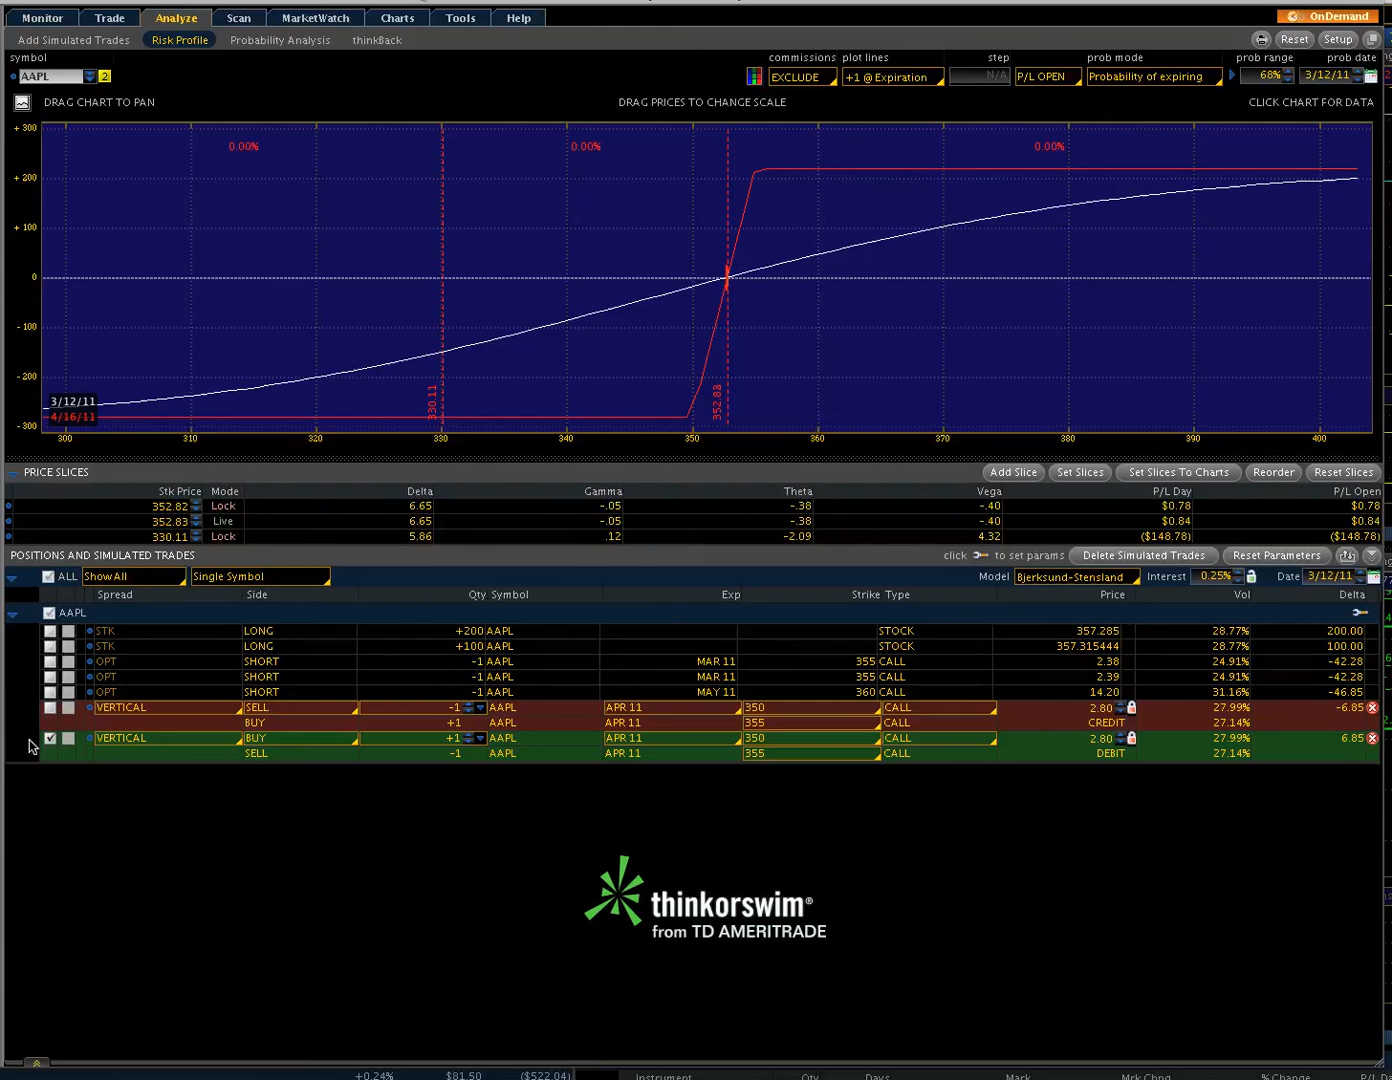 Monitor Trade Analyze Scan MarketWatch Charts Tools Help OnDemand
Add Simulated Trades Risk Profile Probability Analysis thinkBack Reset Setup
symbol commissions plot lines step prob mode prob range prob date
AAPL 2 EXCLUDE +1 @ Expiration N/A P/L OPEN Probability of expiring 68% 3/12/11
DRAG CHART TO PAN DRAG PRICES TO CHANGE SCALE CLICK CHART FOR DATA
+ 300
0.00% 0.00% 0.00%
+ 200
+ 100
0
- 100
- 200
330.11 352.83
3/12/11
4/16/11
- 300
300 310 320 330 340 350 360 370 380 390 400
PRICE SLICES Add Slice Set Slices Set Slices To Charts Reorder Reset Slices
Stk Price Mode Delta Gamma Theta Vega P/L Day P/L Open
352.82 Lock 6.65 -.05 -.38 -.40 $0.78 $0.78
352.83 Live 6.65 -.05 -.38 -.40 $0.84 $0.84
330.11 Lock 5.86 .12 -2.09 4.32 ($148.78) ($148.78)
POSITIONS AND SIMULATED TRADES click to set params Delete Simulated Trades Reset Parameters
ALL Show All Single Symbol Model Bjerksund-Stensland Interest 0.25% Date 3/12/11
Spread Side Qty Symbol Exp Strike Type Price Vol Delta
AAPL
STK LONG +200 AAPL STOCK 357.285 28.77% 200.00
STK LONG +100 AAPL STOCK 357.315444 28.77% 100.00
OPT SHORT -1 AAPL MAR 11 355 CALL 2.38 24.91% -42.28
OPT SHORT -1 AAPL MAR 11 355 CALL 2.39 24.91% -42.28
OPT SHORT -1 AAPL MAY 11 360 CALL 14.20 31.16% -46.85
VERTICAL SELL -1 AAPL APR 11 350 CALL 2.80 27.99% -6.85
BUY +1 AAPL APR 11 355 CALL CREDIT 27.14%
VERTICAL BUY +1 AAPL APR 11 350 CALL 2.80 27.99% 6.85
SELL -1 AAPL APR 11 355 CALL DEBIT 27.14%
thinkorswim®
from TD AMERITRADE
+0.24% $81.50 ($522.04) Instrument Qty Days Mark Mrk Chng % Change